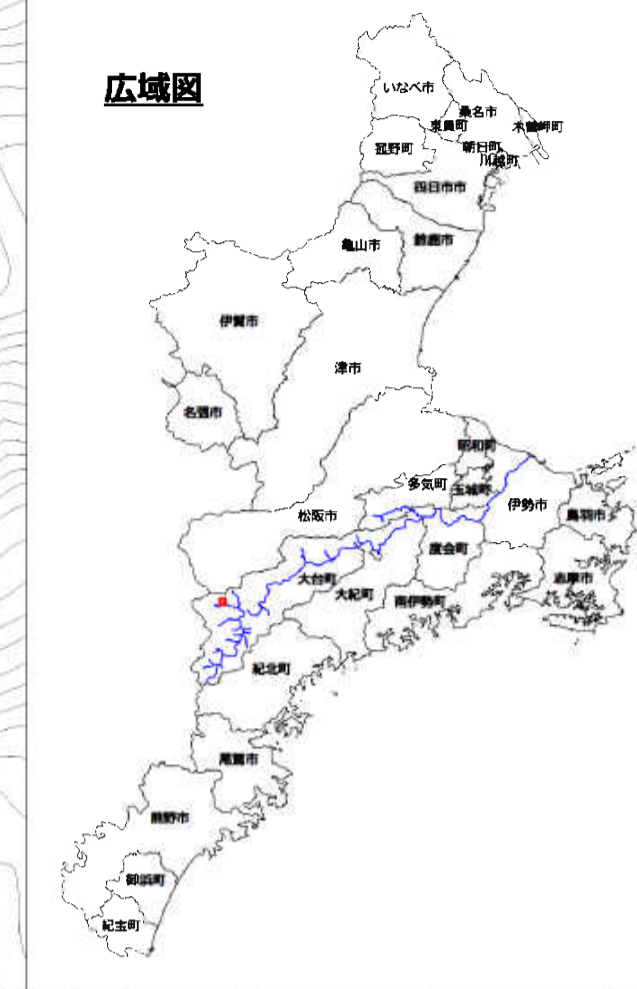 広域図
いなべ市
桑名市
東員町
木曽岬町
菰野町
朝日町
川越町
四日市市
亀山市
鈴鹿市
伊賀市
津市
名張市
明和町
多気町
玉城町
松阪市
伊勢市
鳥羽市
度会町
大台町
志摩市
大紀町
南伊勢町
紀北町
尾鷲市
熊野市
御浜町
紀宝町